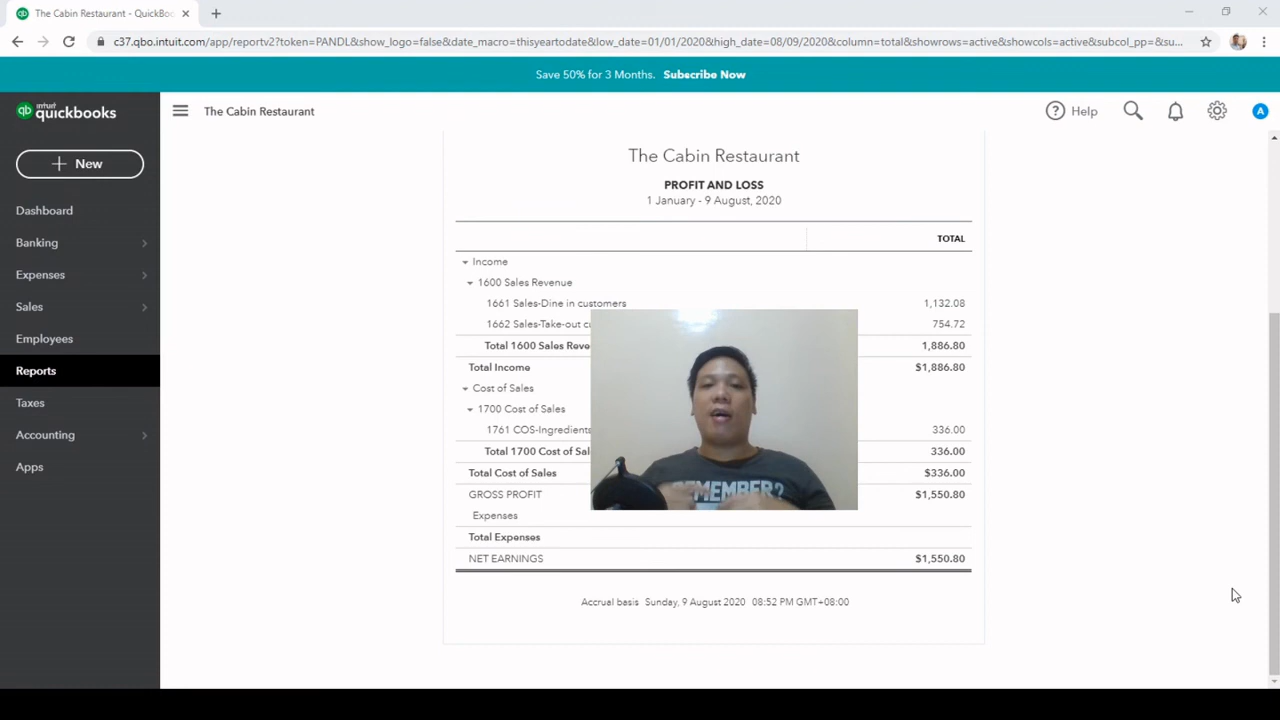 The Cabin Restaurant - QuickBoo
c37.qbo.intuit.com/app/reportv2?token=PANDL&show_logo=false&date_macro=thisyeartodate&low_date=01/01/2020&high_date=08/09/2020&column=total&showrows=active&showcols=active&subcol_pp=&su...
Save 50% for 3 Months. Subscribe Now
qb intuit quickbooks
The Cabin Restaurant
Help
A
New
Dashboard
Banking
Expenses
Sales
Employees
Reports
Taxes
Accounting
Apps
The Cabin Restaurant
PROFIT AND LOSS
1 January - 9 August, 2020
TOTAL
Income
1600 Sales Revenue
1661 Sales-Dine in customers 1,132.08
1662 Sales-Take-out cu 754.72
Total 1600 Sales Reve 1,886.80
Total Income $1,886.80
Cost of Sales
1700 Cost of Sales
1761 COS-Ingredients 336.00
Total 1700 Cost of Sal 336.00
Total Cost of Sales $336.00
GROSS PROFIT $1,550.80
Expenses
Total Expenses
NET EARNINGS $1,550.80
Accrual basis Sunday, 9 August 2020 08:52 PM GMT+08:00
REMEMBER?